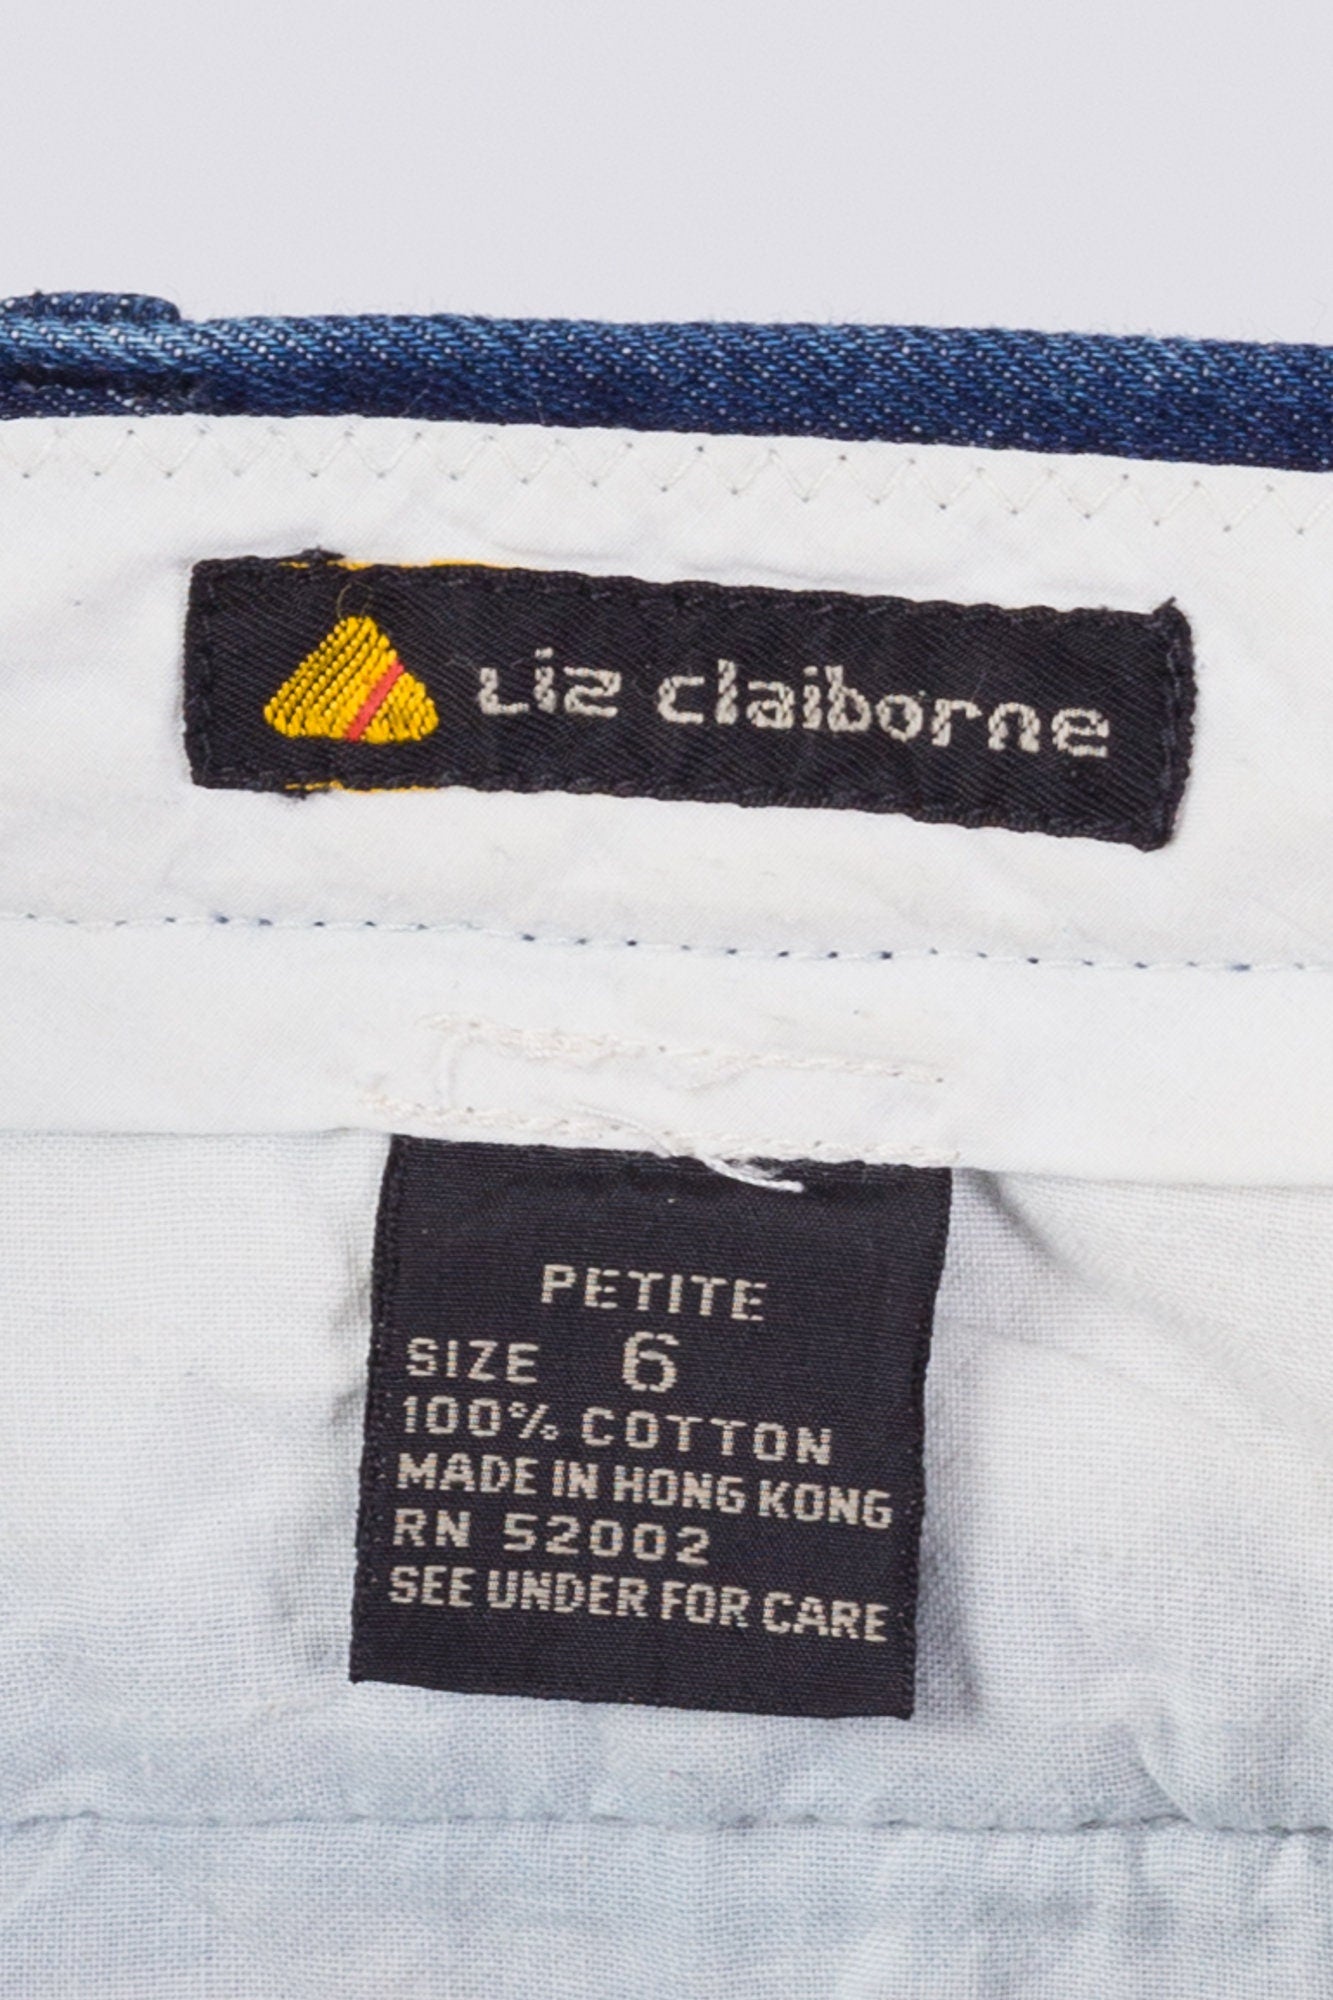 Liz claiborne
PETITE
SIZE 6
100% COTTON
MADE IN HONG KONG
RN 52002
SEE UNDER FOR CARE